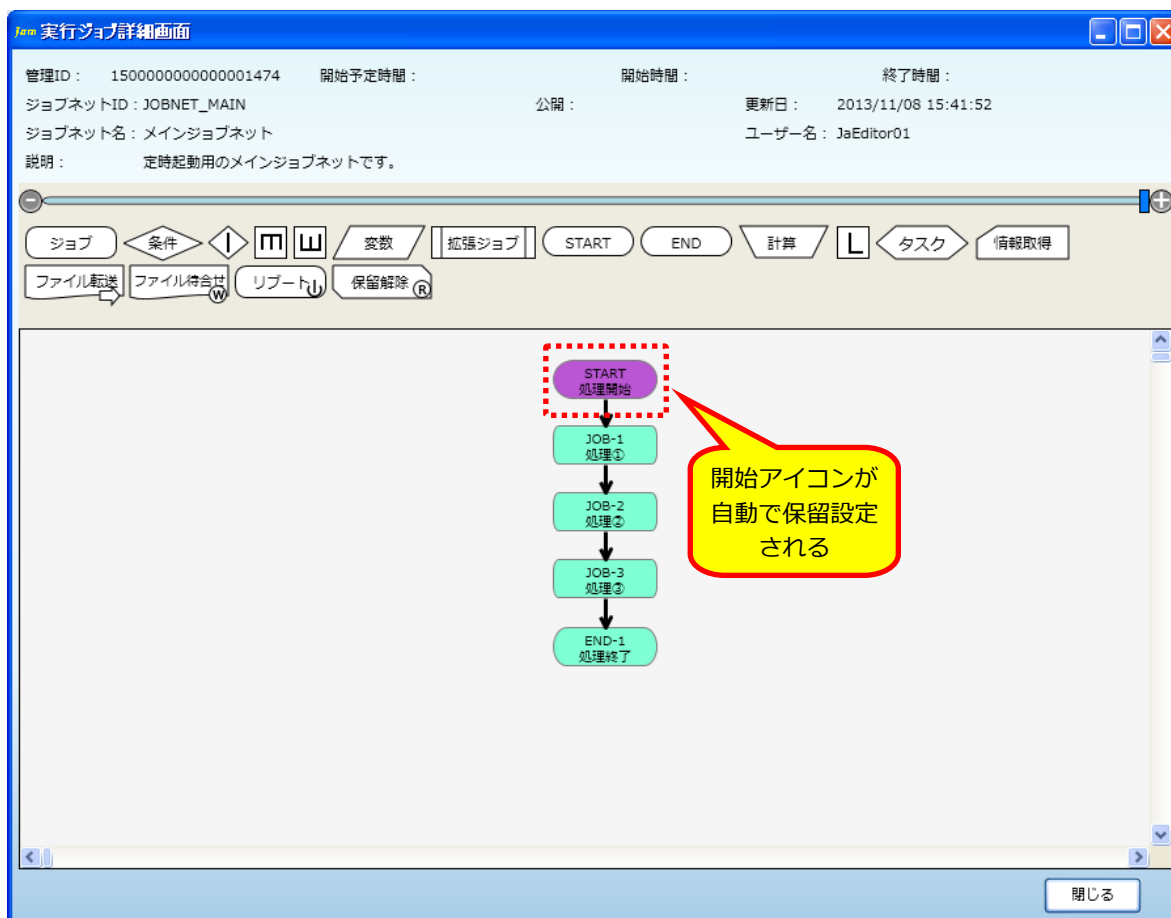 Jam 実行ジョブ詳細画面
管理ID： 1500000000000001474 開始予定時間： 開始時間： 終了時間：
ジョブネットID：JOBNET_MAIN 公開： 更新日： 2013/11/08 15:41:52
ジョブネット名：メインジョブネット ユーザー名： JaEditor01
説明： 定時起動用のメインジョブネットです。
ジョブ 条件 変数 拡張ジョブ START END 計算 L タスク 情報取得
ファイル転送 ファイル待合せ W リブート 保留解除 R
START
処理開始
JOB-1
処理①
JOB-2
処理②
JOB-3
処理③
END-1
処理終了
開始アイコンが
自動で保留設定
される
閉じる